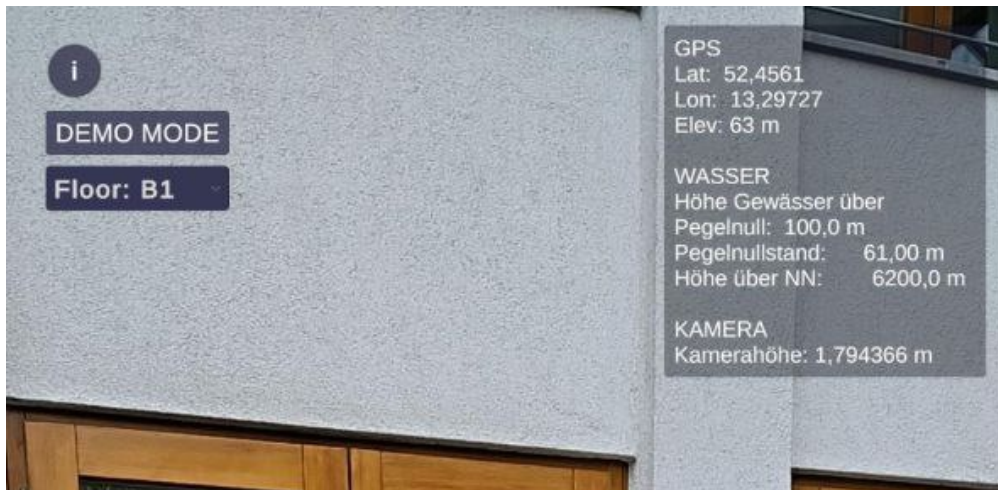 i
DEMO MODE
Floor: B1
GPS
Lat: 52,4561
Lon: 13,29727
Elev: 63 m
WASSER
Höhe Gewässer über
Pegelnull: 100,0 m
Pegelnullstand: 61,00 m
Höhe über NN: 6200,0 m
KAMERA
Kamerahöhe: 1,794366 m